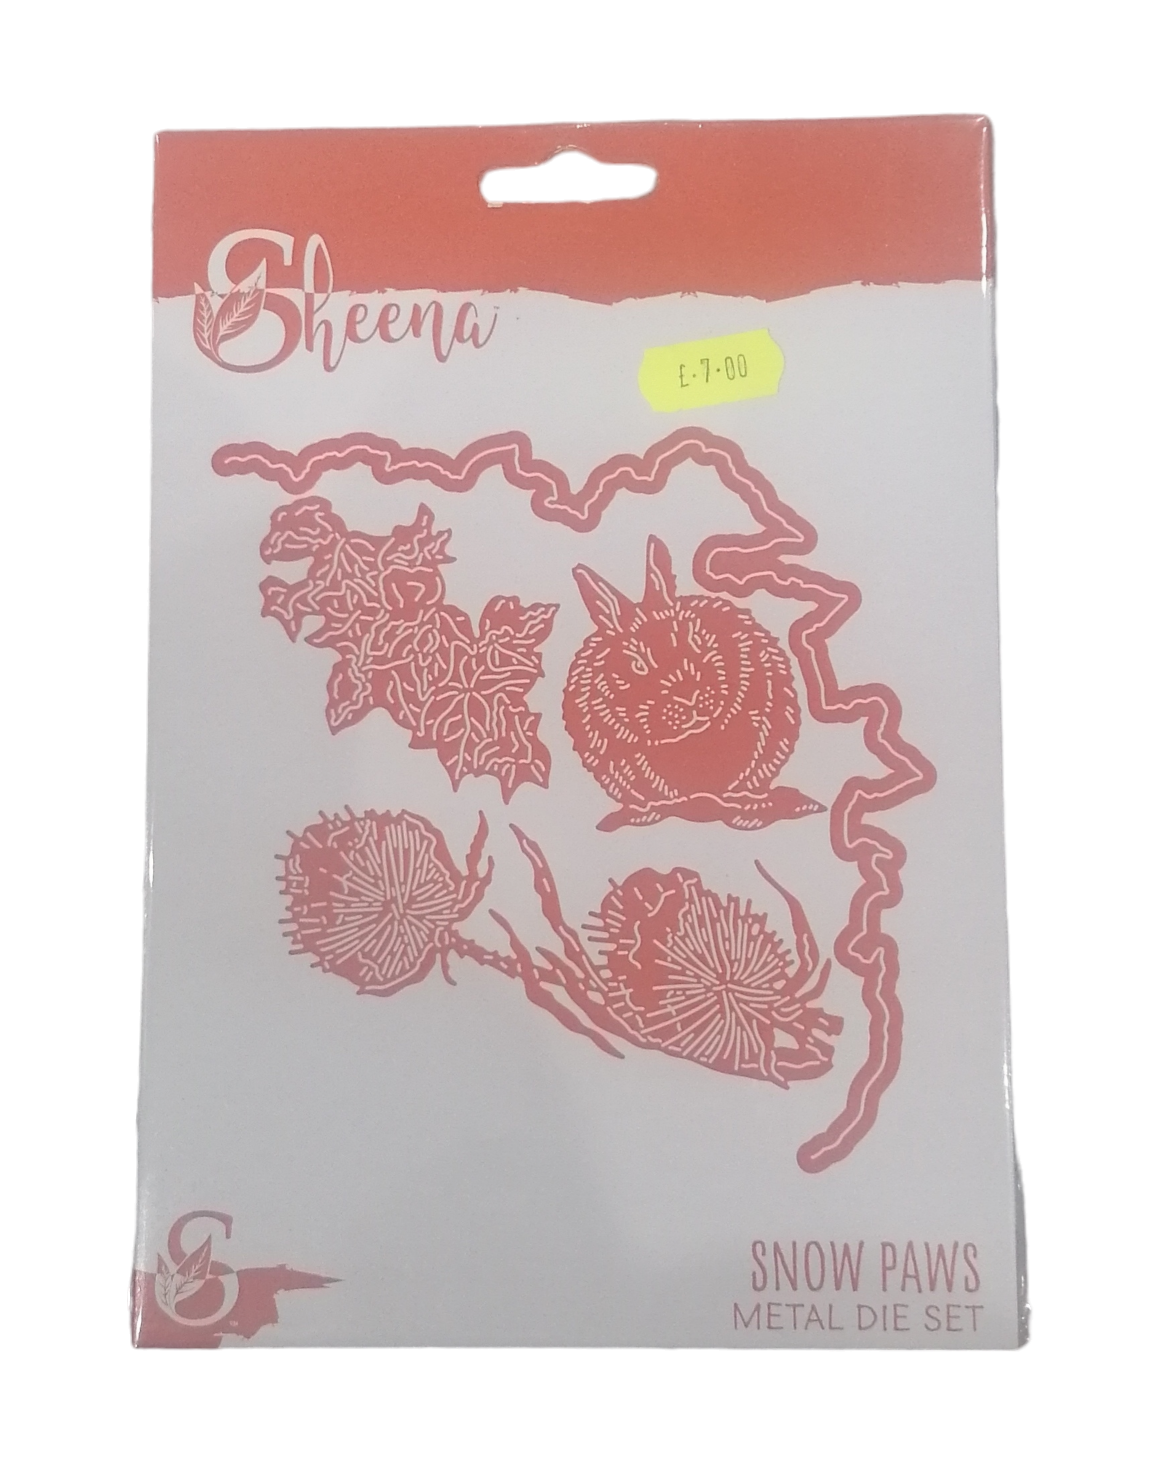 Sheena
£·7·00
S
SNOW PAWS
METAL DIE SET